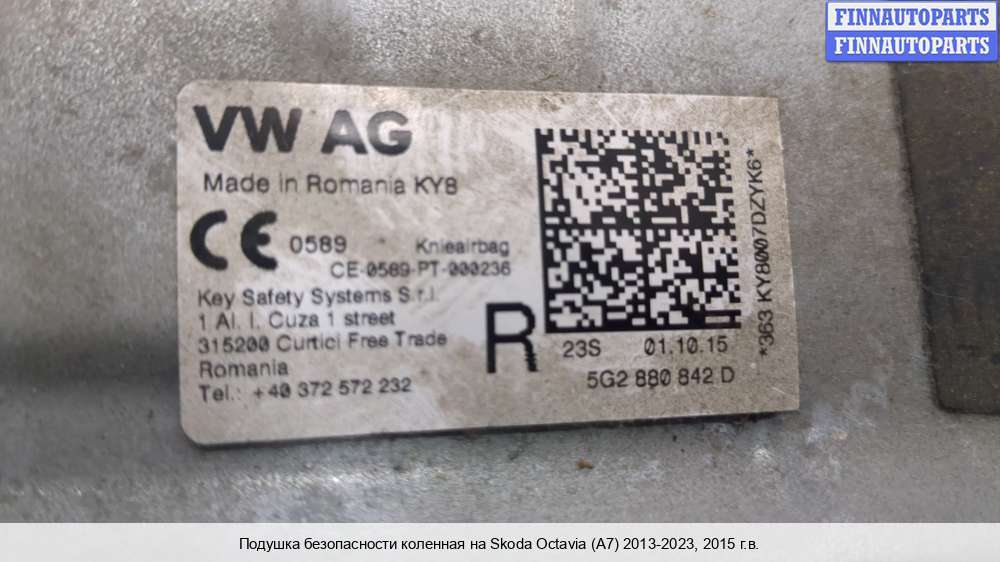 FINNAUTOPARTS
FINNAUTOPARTS
VW AG
Made in Romania KY8
CE 0589 Knieairbag
CE-0589-PT-000236
Key Safety Systems S.r.l.
1 Al. I. Cuza 1 street
315200 Curtici Free Trade
Romania
Tel.: +40 372 572 232
R
23S 01.10.15
5G2 880 842 D
*363 KY8007DZYK6*
Подушка безопасности коленная на Skoda Octavia (A7) 2013-2023, 2015 г.в.